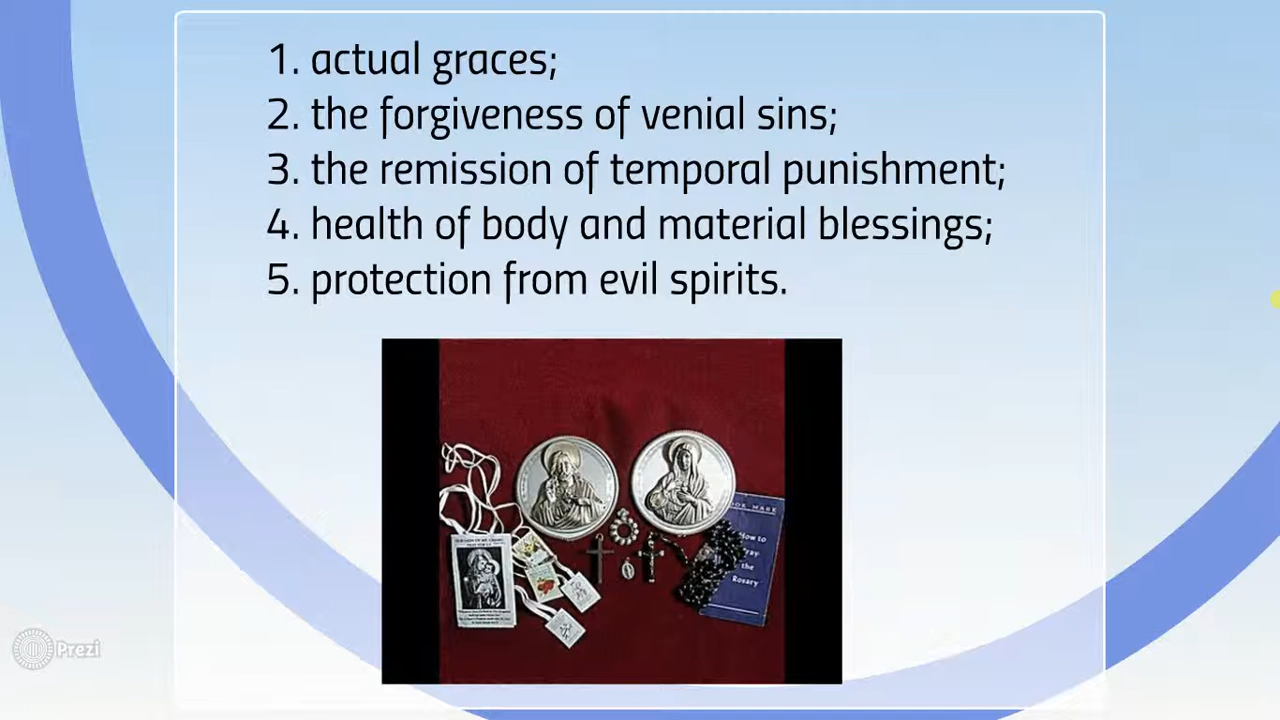 1. actual graces;
2. the forgiveness of venial sins;
3. the remission of temporal punishment;
4. health of body and material blessings;
5. protection from evil spirits.
How to
Pray
the
Rosary
Prezi